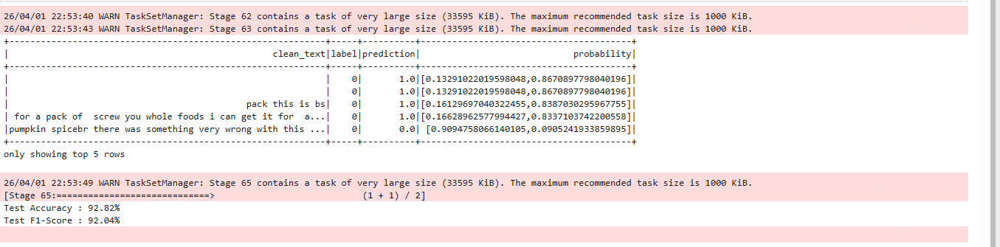 26/04/01 22:53:40 WARN TaskSetManager: Stage 62 contains a task of very large size (33595 KiB). The maximum recommended task size is 1000 KiB.
26/04/01 22:53:43 WARN TaskSetManager: Stage 63 contains a task of very large size (33595 KiB). The maximum recommended task size is 1000 KiB.
+------------------------------------------------------------+-----+----------+----------------------------------------+
|                                                  clean_text|label|prediction|                             probability|
+------------------------------------------------------------+-----+----------+----------------------------------------+
|                                                            |    0|       1.0|[0.13291022019598048,0.8670897798040196]|
|                                                            |    0|       1.0|[0.13291022019598048,0.8670897798040196]|
|                                             pack this is bs|    0|       1.0|[0.16129697040322455,0.8387030295967755]|
| for a pack of  screw you whole foods i can get it for  a...|    0|       1.0|[0.16628962577994427,0.8337103742200558]|
|pumpkin spicebr there was something very wrong with this ...|    0|       0.0| [0.9094758066140105,0.0905241933859895]|
+------------------------------------------------------------+-----+----------+----------------------------------------+
only showing top 5 rows
26/04/01 22:53:49 WARN TaskSetManager: Stage 65 contains a task of very large size (33595 KiB). The maximum recommended task size is 1000 KiB.
[Stage 65:=============================>                            (1 + 1) / 2]
Test Accuracy : 92.82%
Test F1-Score : 92.04%